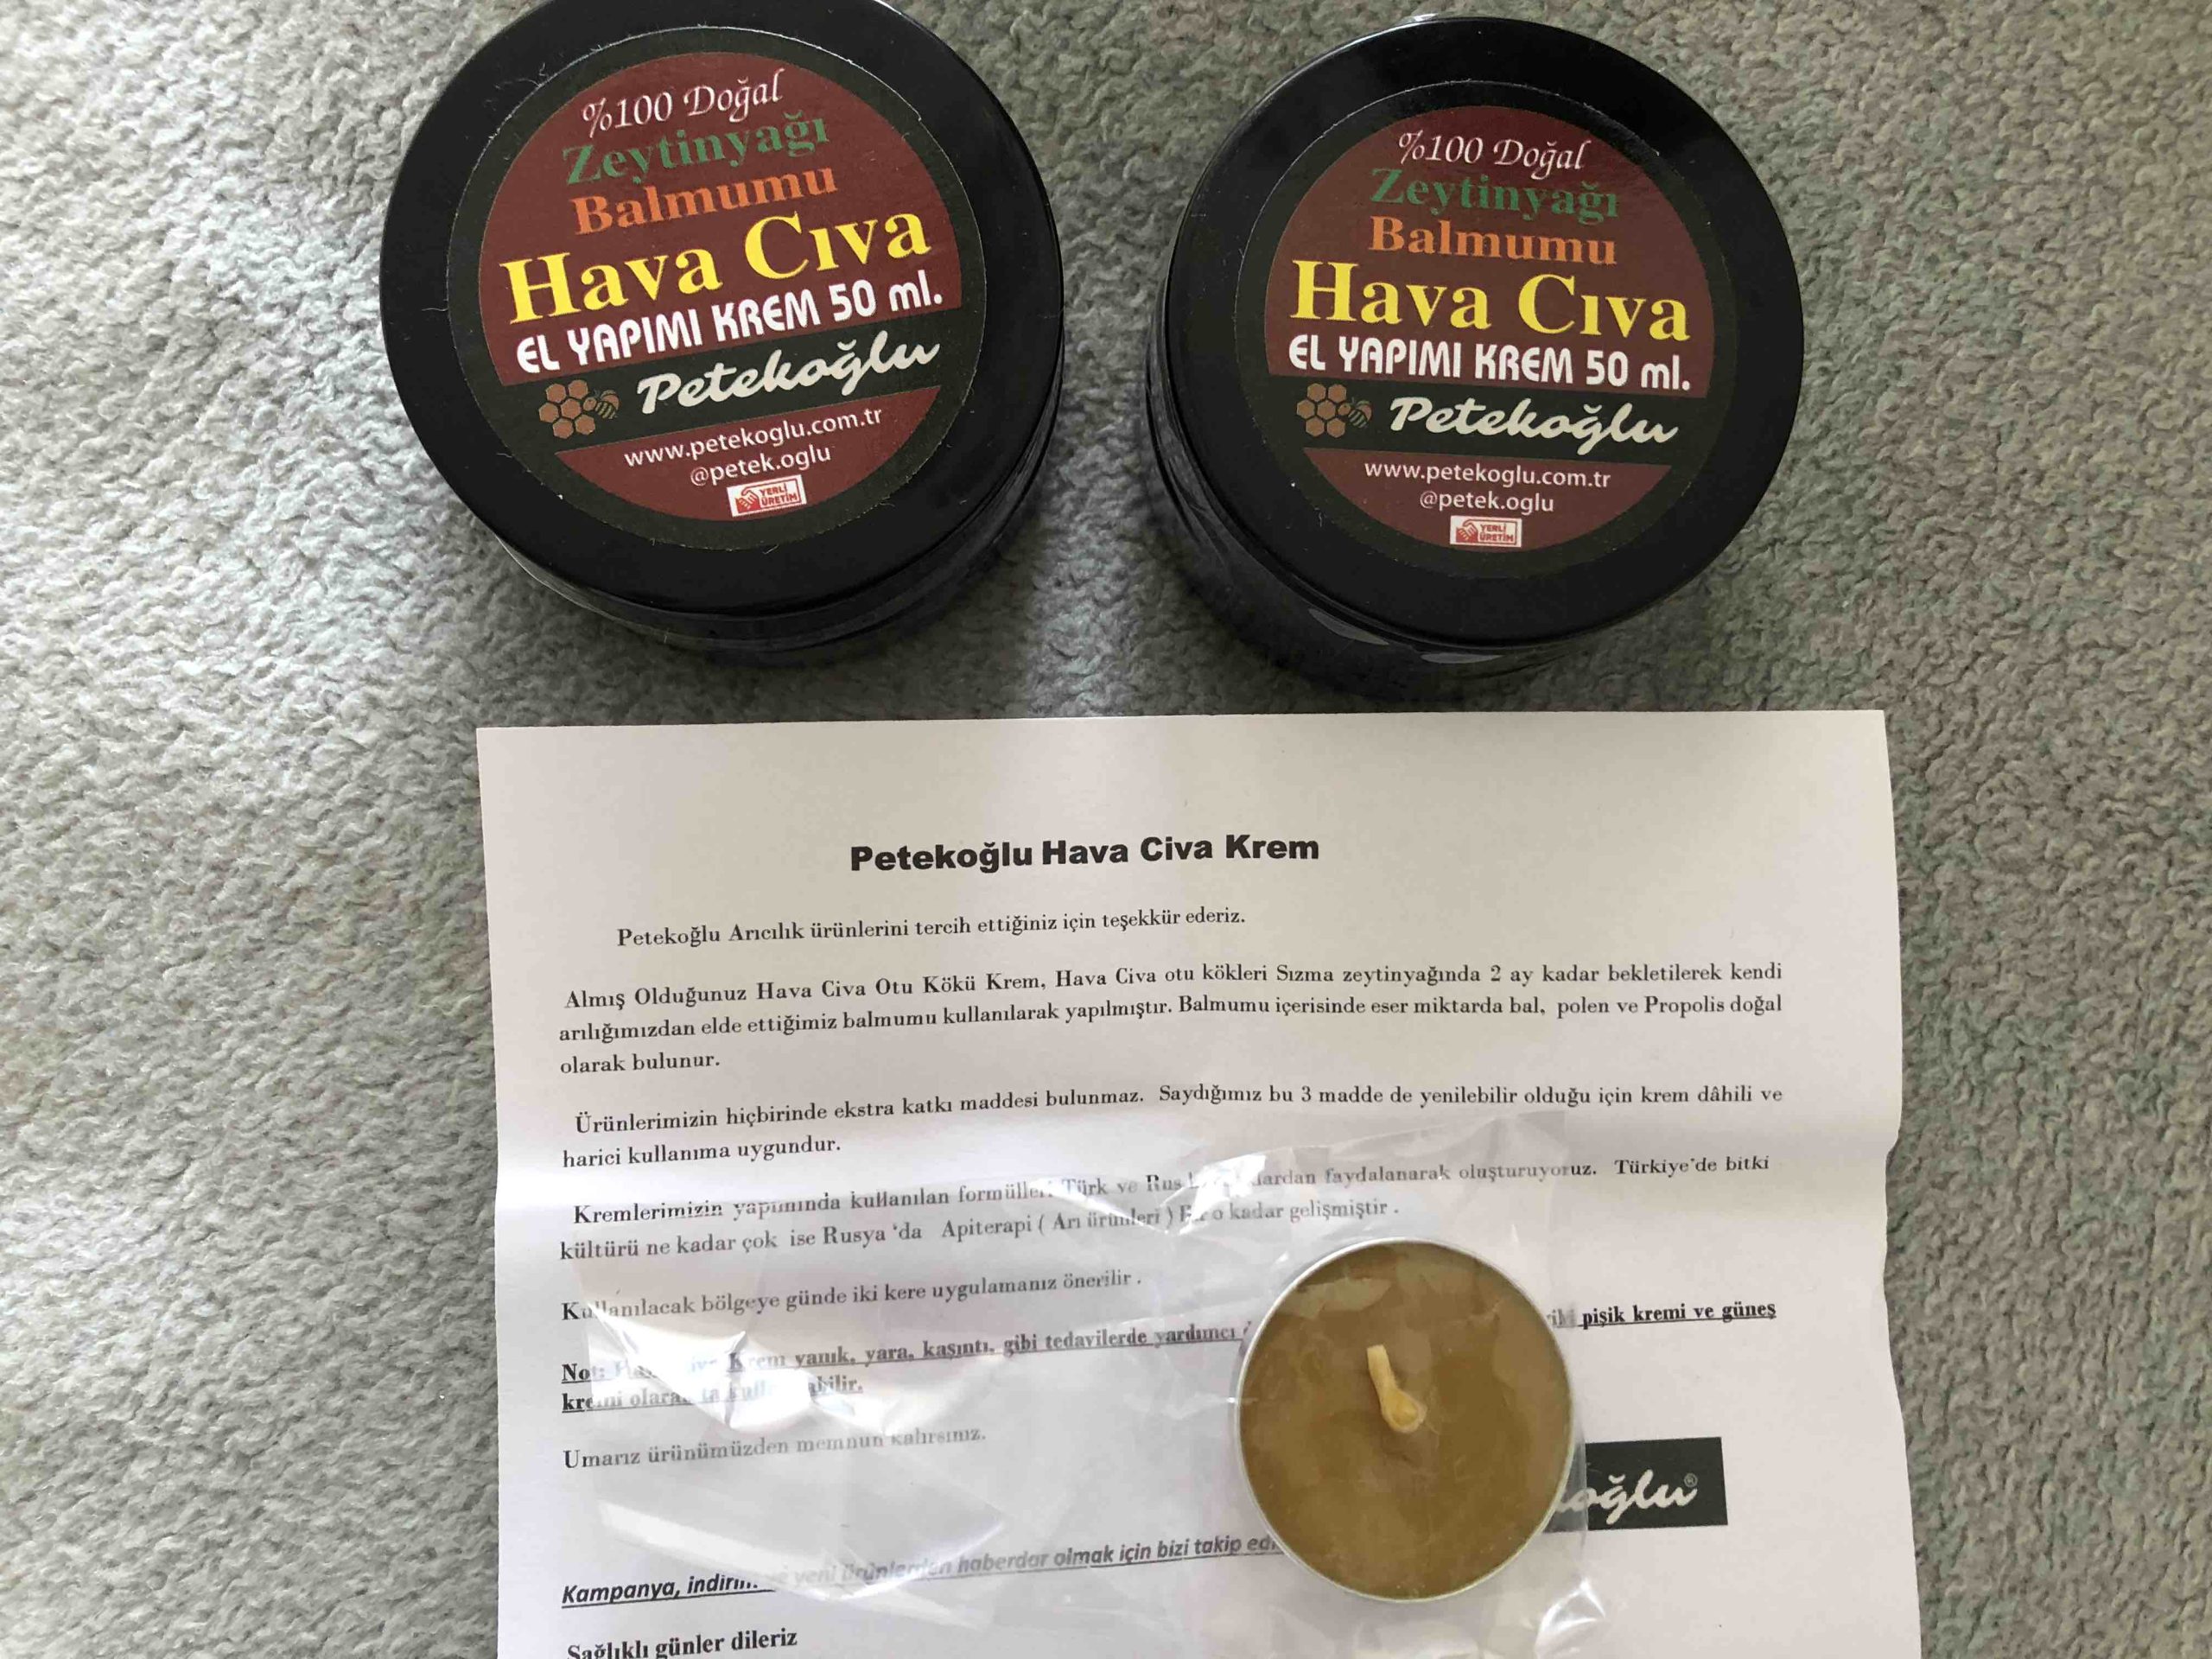 %100 Doğal
Zeytinyağı
Balmumu
Hava Cıva
EL YAPIMI KREM 50 ml.
Petekoğlu
www.petekoglu.com.tr
@petek.oglu
YERLİ
ÜRETİM
%100 Doğal
Zeytinyağı
Balmumu
Hava Cıva
EL YAPIMI KREM 50 ml.
Petekoğlu
www.petekoglu.com.tr
@petek.oglu
YERLİ
ÜRETİM
Petekoğlu Hava Civa Krem
Petekoğlu Arıcılık ürünlerini tercih ettiğiniz için teşekkür ederiz.
Almış Olduğunuz Hava Civa Otu Kökü Krem, Hava Civa otu kökleri Sızma zeytinyağında 2 ay kadar bekletilerek kendi
arılığımızdan elde ettiğimiz balmumu kullanılarak yapılmıştır. Balmumu içerisinde eser miktarda bal, polen ve Propolis doğal
olarak bulunur.
Ürünlerimizin hiçbirinde ekstra katkı maddesi bulunmaz. Saydığımız bu 3 madde de yenilebilir olduğu için krem dâhili ve
harici kullanıma uygundur.
Kremlerimizin yapımında kullanılan Türk ve Rus faydalanarak oluşturuyoruz. Türkiye'de bitki
kültürü ne kadar çok ise Rusya 'da Apiterapi ( Arı ürünleri ) o kadar gelişmiştir .
Kullanılacak bölgeye günde iki kere uygulamanız önerilir .
Not: Krem yanık, yara, kaşıntı, gibi tedavilerde yardımcı pişik kremi ve güneş
kremi olarak
Umarız ürünümüzden memnun kalırsınız.
oğlu®
Kampanya, yeni ürünlerden haberdar olmak için bizi takip
Sağlıklı günler dileriz